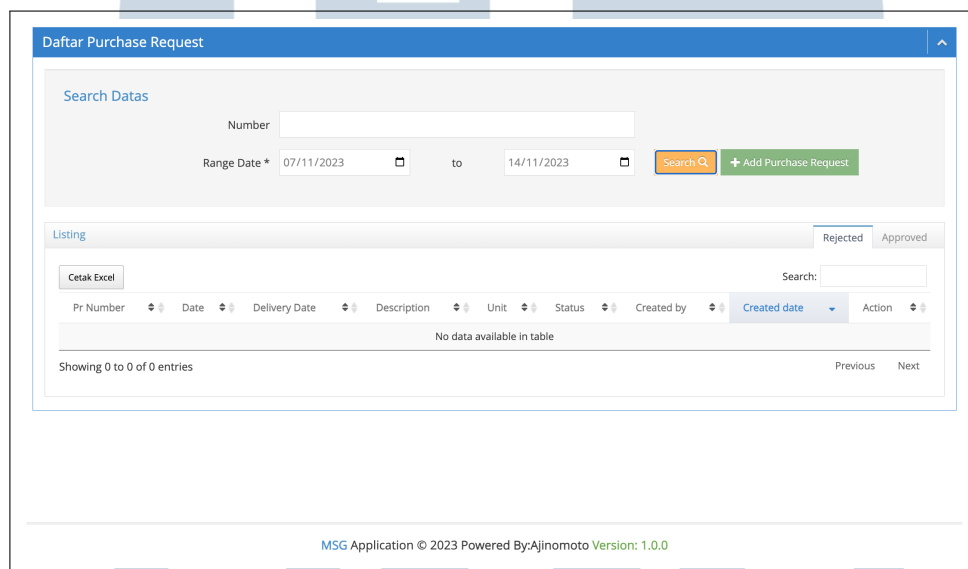 Daftar Purchase Request
Search Datas
Number
Range Date * 07/11/2023 to 14/11/2023 Search Add Purchase Request
Listing Rejected Approved
Cetak Excel Search:
Pr Number Date Delivery Date Description Unit Status Created by Created date Action
No data available in table
Showing 0 to 0 of 0 entries Previous Next
MSG Application © 2023 Powered By:Ajinomoto Version: 1.0.0